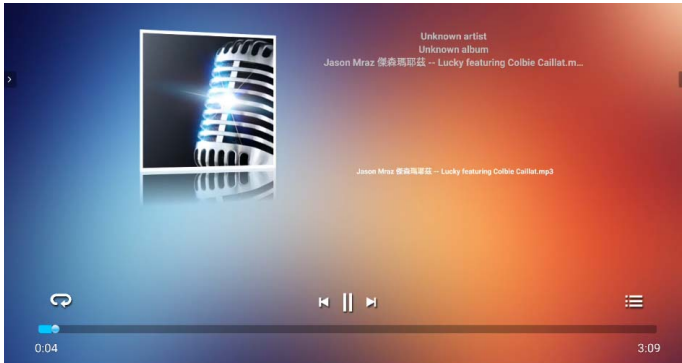 Unknown artist
Unknown album
Jason Mraz 傑森瑪耶茲 -- Lucky featuring Colbie Caillat.m...
Jason Mraz 傑森瑪耶茲 -- Lucky featuring Colbie Caillat.mp3
0:04
3:09